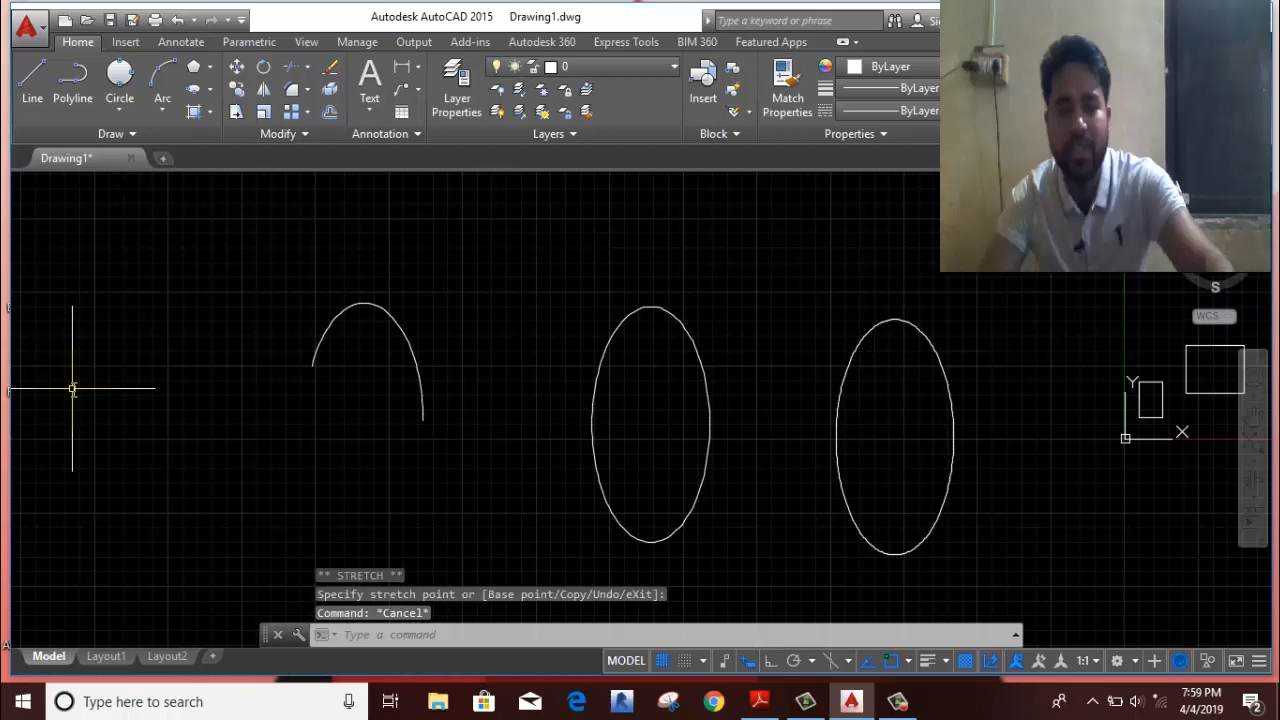 Autodesk AutoCAD 2015 Drawing1.dwg
Type a keyword or phrase
Home Insert Annotate Parametric View Manage Output Add-ins Autodesk 360 Express Tools BIM 360 Featured Apps
0
ByLayer
ByLayer
ByLayer
Line Polyline Circle Arc
Text
Layer Properties
Insert
Match Properties
Draw Modify Annotation Layers Block Properties
Drawing1*
S
WCS
Y
X
** STRETCH **
Specify stretch point or [Base point/Copy/Undo/eXit]:
Command: *Cancel*
Type a command
Model Layout1 Layout2
MODEL 1:1
Type here to search
7:59 PM
4/4/2019
2